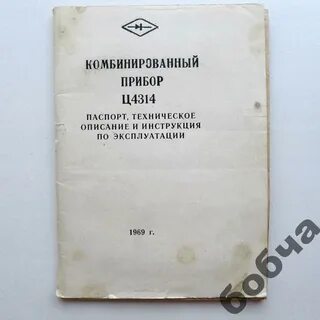 КОМБИНИРОВАННЫЙ
ПРИБОР
Ц4314
ПАСПОРТ, ТЕХНИЧЕСКОЕ
ОПИСАНИЕ И ИНСТРУКЦИЯ
ПО ЭКСПЛУАТАЦИИ
1969 г.
бобча